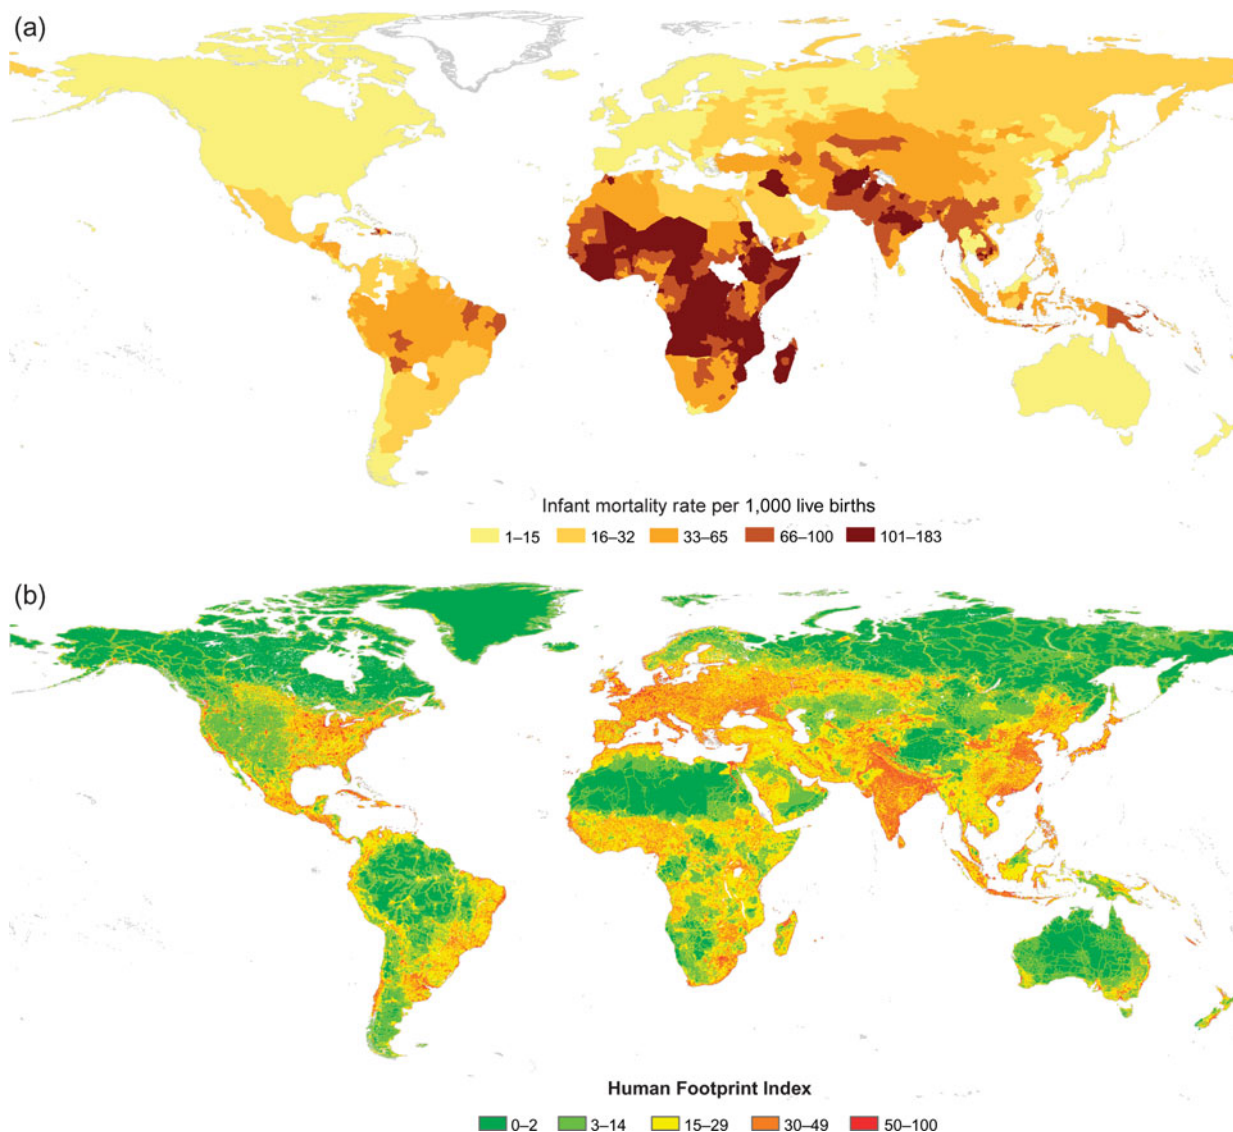 (a)
Infant mortality rate per 1,000 live births
1–15 16–32 33–65 66–100 101–183
(b)
Human Footprint Index
0–2 3–14 15–29 30–49 50–100